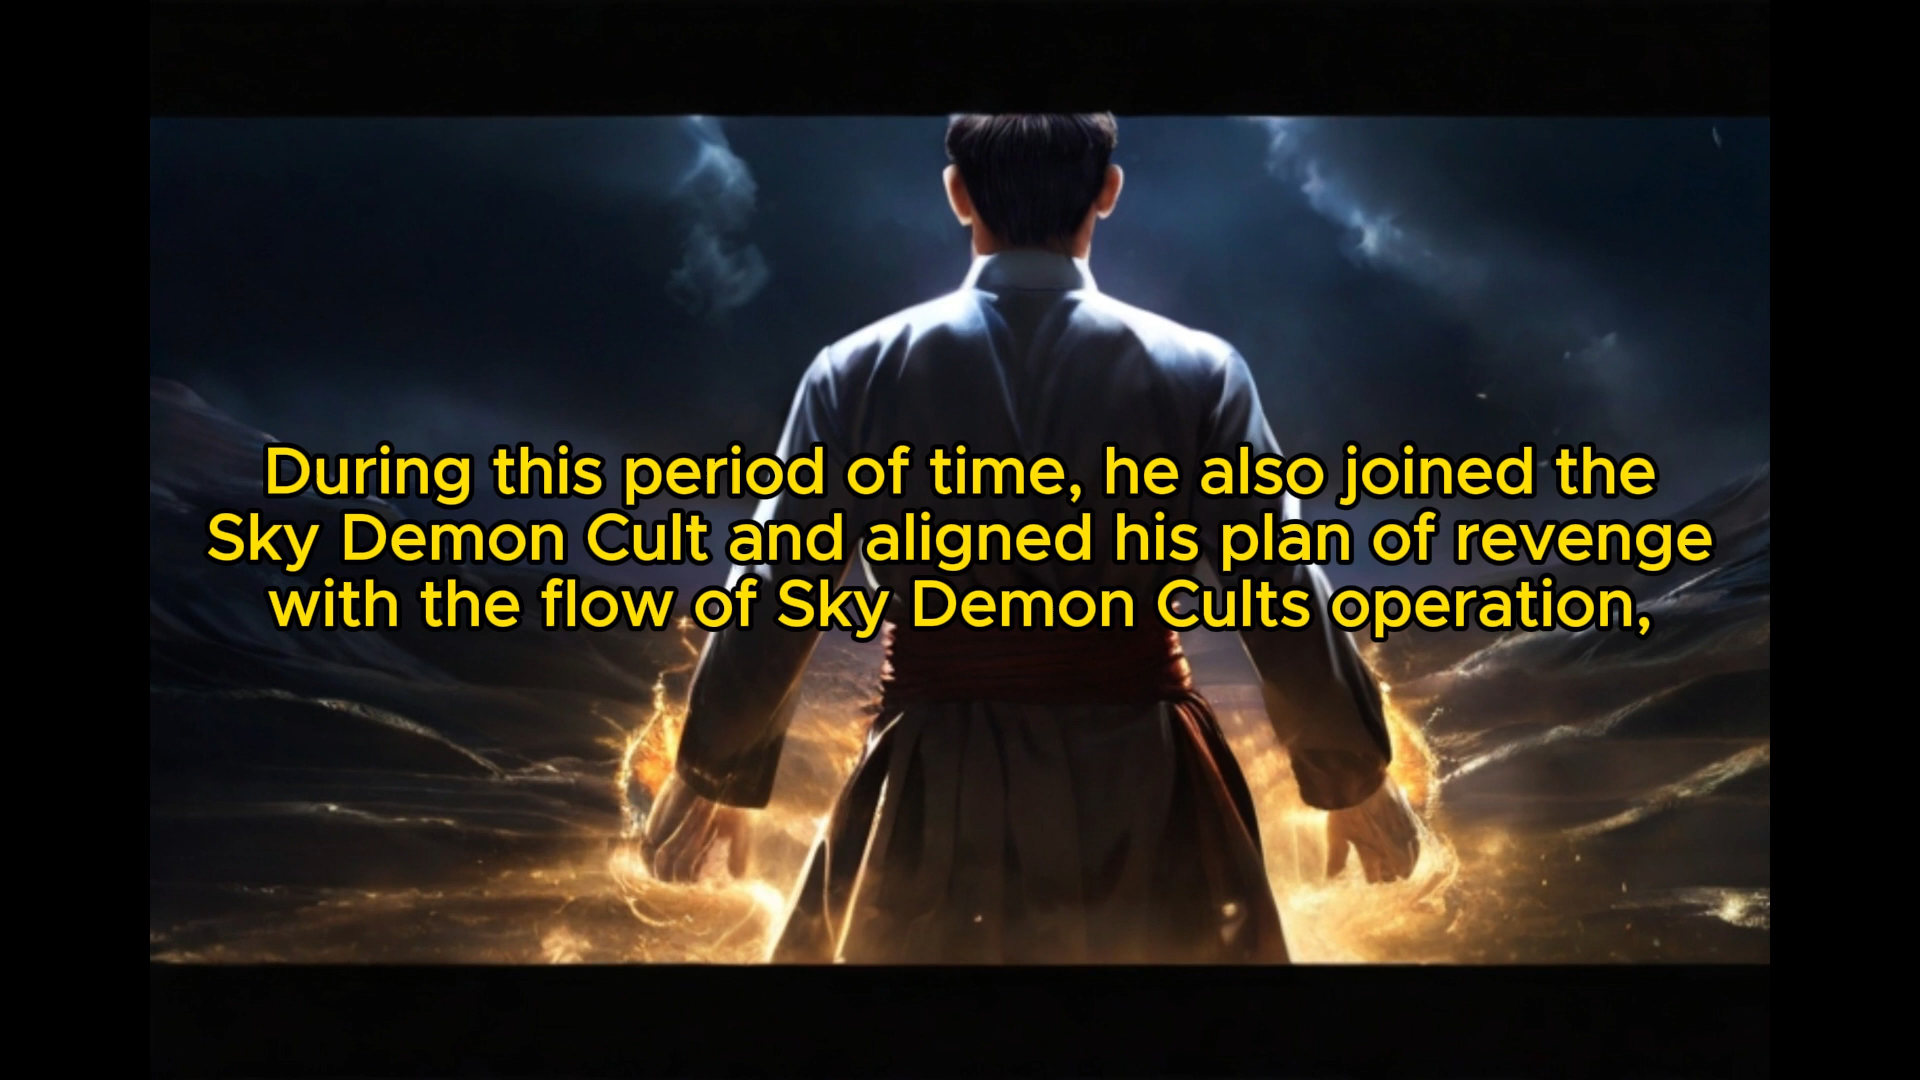 During this period of time, he also joined the
Sky Demon Cult and aligned his plan of revenge
with the flow of Sky Demon Cults operation,